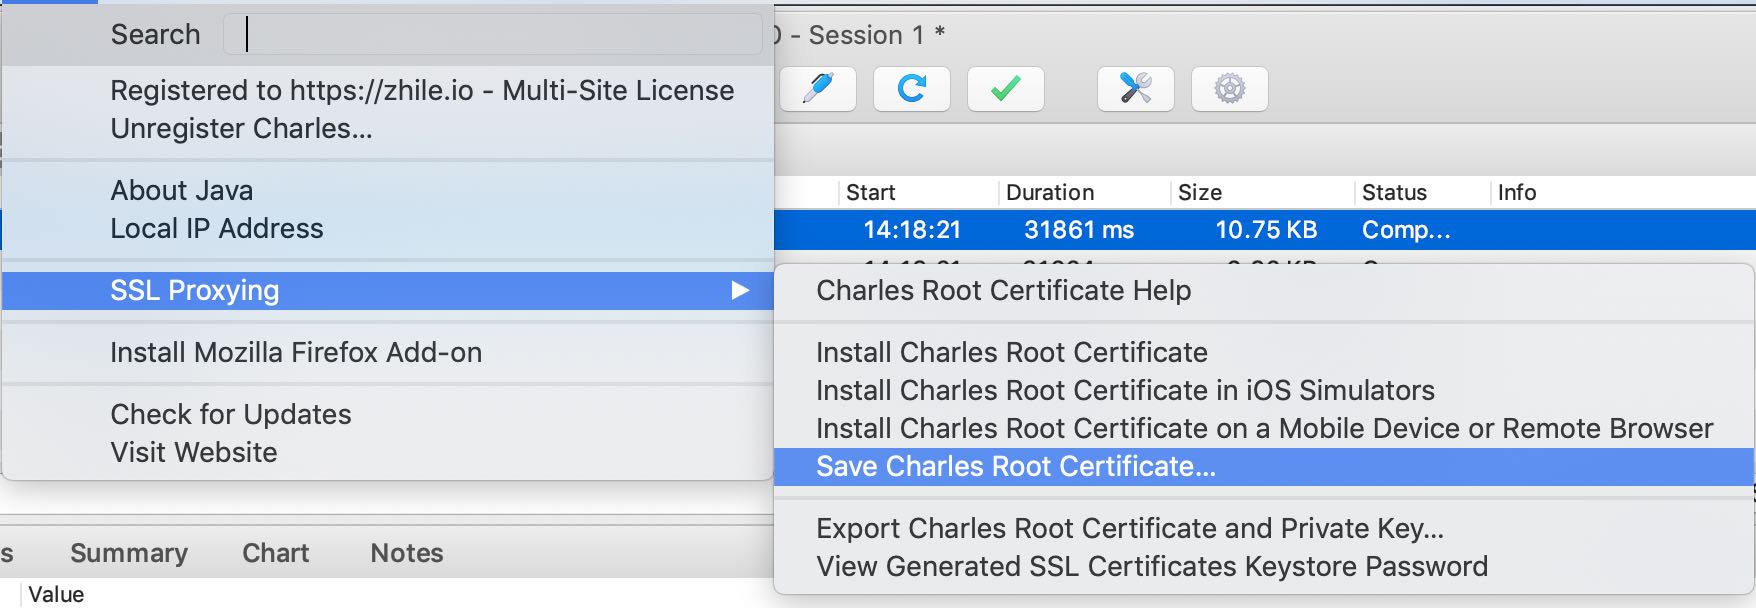 Search
Registered to https://zhile.io - Multi-Site License
Unregister Charles...
About Java
Local IP Address
SSL Proxying
Install Mozilla Firefox Add-on
Check for Updates
Visit Website
- Session 1 *
Start Duration Size Status Info
14:18:21 31861 ms 10.75 KB Comp...
Charles Root Certificate Help
Install Charles Root Certificate
Install Charles Root Certificate in iOS Simulators
Install Charles Root Certificate on a Mobile Device or Remote Browser
Save Charles Root Certificate...
Export Charles Root Certificate and Private Key...
View Generated SSL Certificates Keystore Password
s Summary Chart Notes
Value